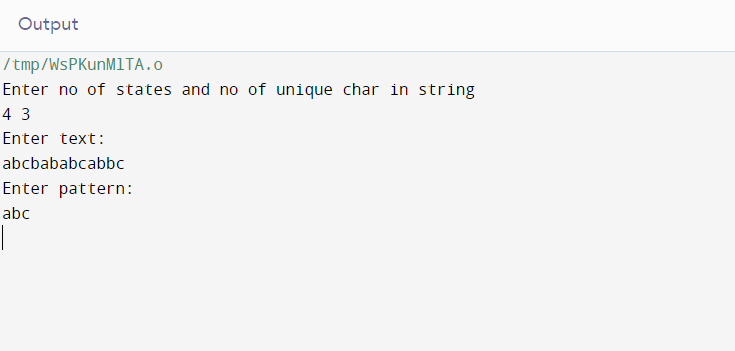 Output
/tmp/WsPKunMlTA.o
Enter no of states and no of unique char in string
4 3
Enter text:
abcbababcabbc
Enter pattern:
abc